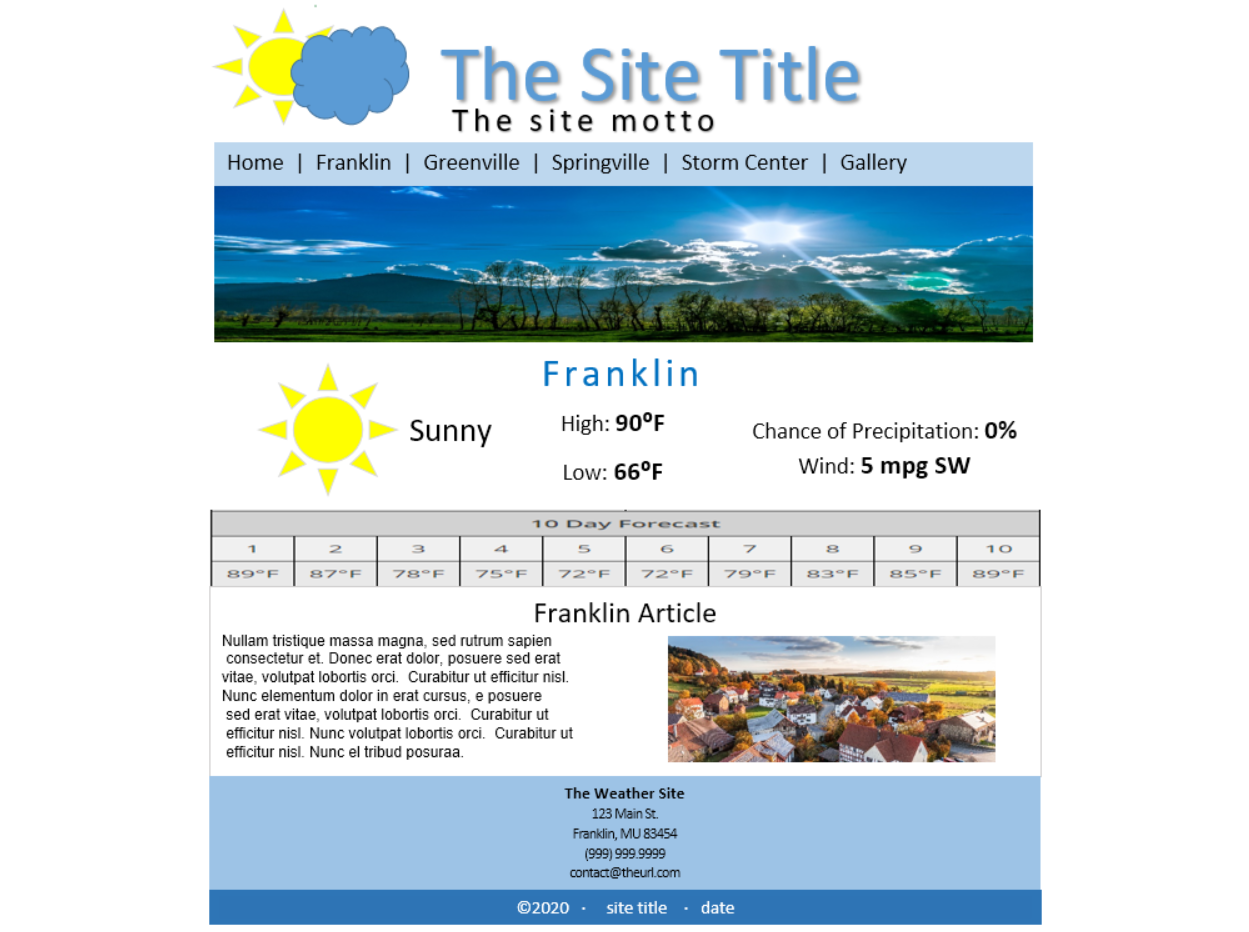 The Site Title
The site motto
Home | Franklin | Greenville | Springville | Storm Center | Gallery
Franklin
Sunny
High: 90ºF
Low: 66ºF
Chance of Precipitation: 0%
Wind: 5 mpg SW
10 Day Forecast
1 2 3 4 5 6 7 8 9 10
89°F 87°F 78°F 75°F 72°F 72°F 79°F 83°F 85°F 89°F
Franklin Article
Nullam tristique massa magna, sed rutrum sapien
consectetur et. Donec erat dolor, posuere sed erat
vitae, volutpat lobortis orci. Curabitur ut efficitur nisl.
Nunc elementum dolor in erat cursus, e posuere
sed erat vitae, volutpat lobortis orci. Curabitur ut
efficitur nisl. Nunc volutpat lobortis orci. Curabitur ut
efficitur nisl. Nunc el tribud posuraa.
The Weather Site
123 Main St.
Franklin, MU 83454
(999) 999.9999
contact@theurl.com
©2020 · site title · date